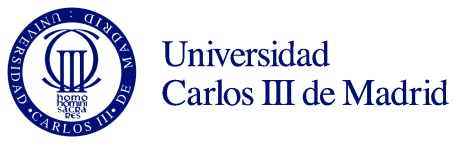 UNIVERSIDAD · CARLOS III · DE MADRID :
homo
homini
sacra
res
Universidad
Carlos III de Madrid